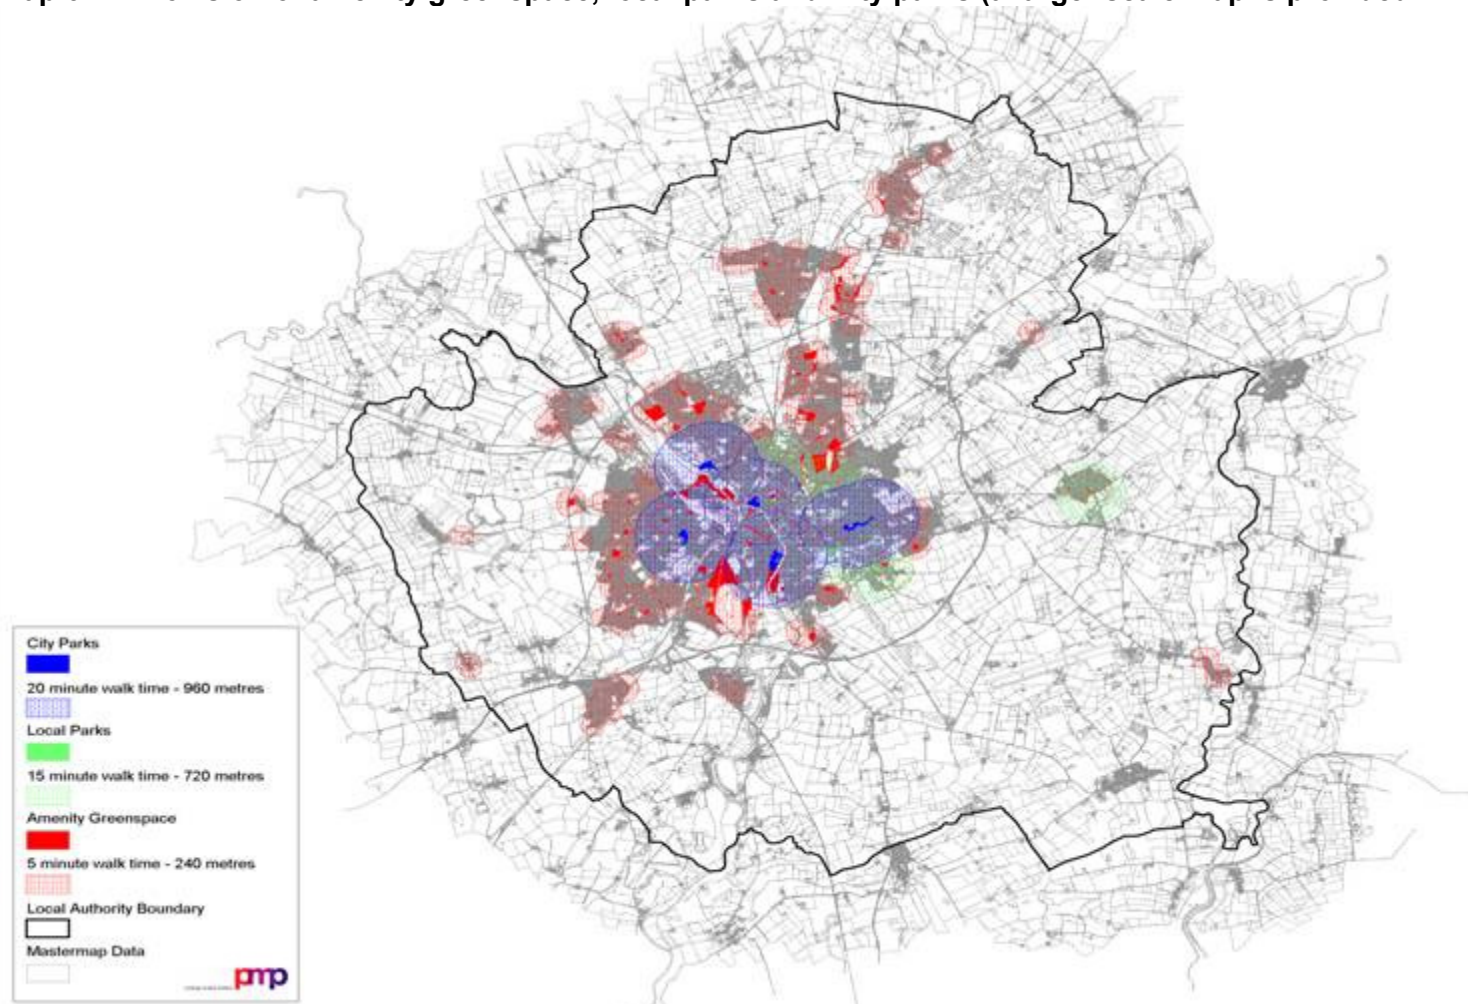 City Parks
20 minute walk time - 960 metres
Local Parks
15 minute walk time - 720 metres
Amenity Greenspace
5 minute walk time - 240 metres
Local Authority Boundary
Mastermap Data
pmp